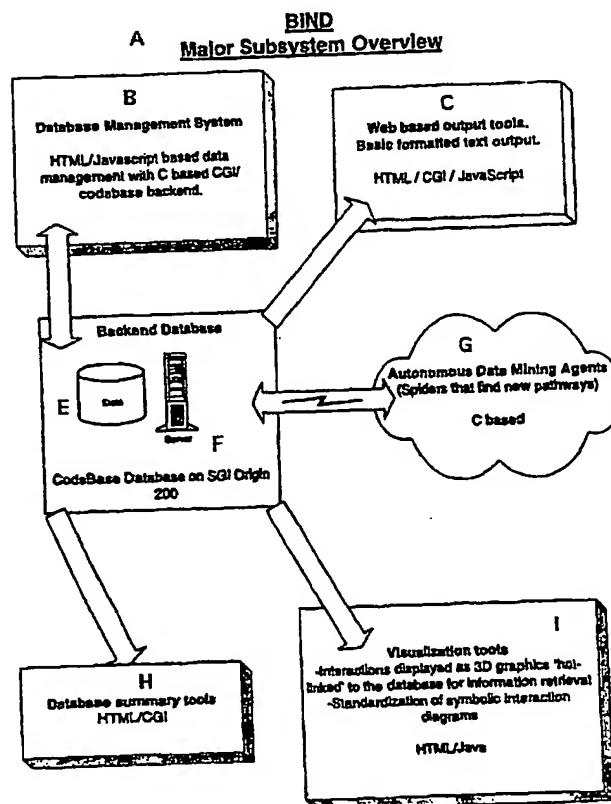 BIND
A
Major Subsystem Overview
B
Database Management System
HTML/Javascript based data
management with C based CGI/
codebase backend.
C
Web based output tools.
Basic formatted text output.
HTML / CGI / JavaScript
Backend Database
E
Data
F
Server
CodeBase Database on SGI Origin
200
G
Autonomous Data Mining Agents
(Spiders that find new pathways)
C based
H
Database summary tools
HTML/CGI
I
Visualization tools
-Interactions displayed as 3D graphics 'hot-
linked' to the database for information retrieval
-Standardization of symbolic interaction
diagrams
HTML/Java